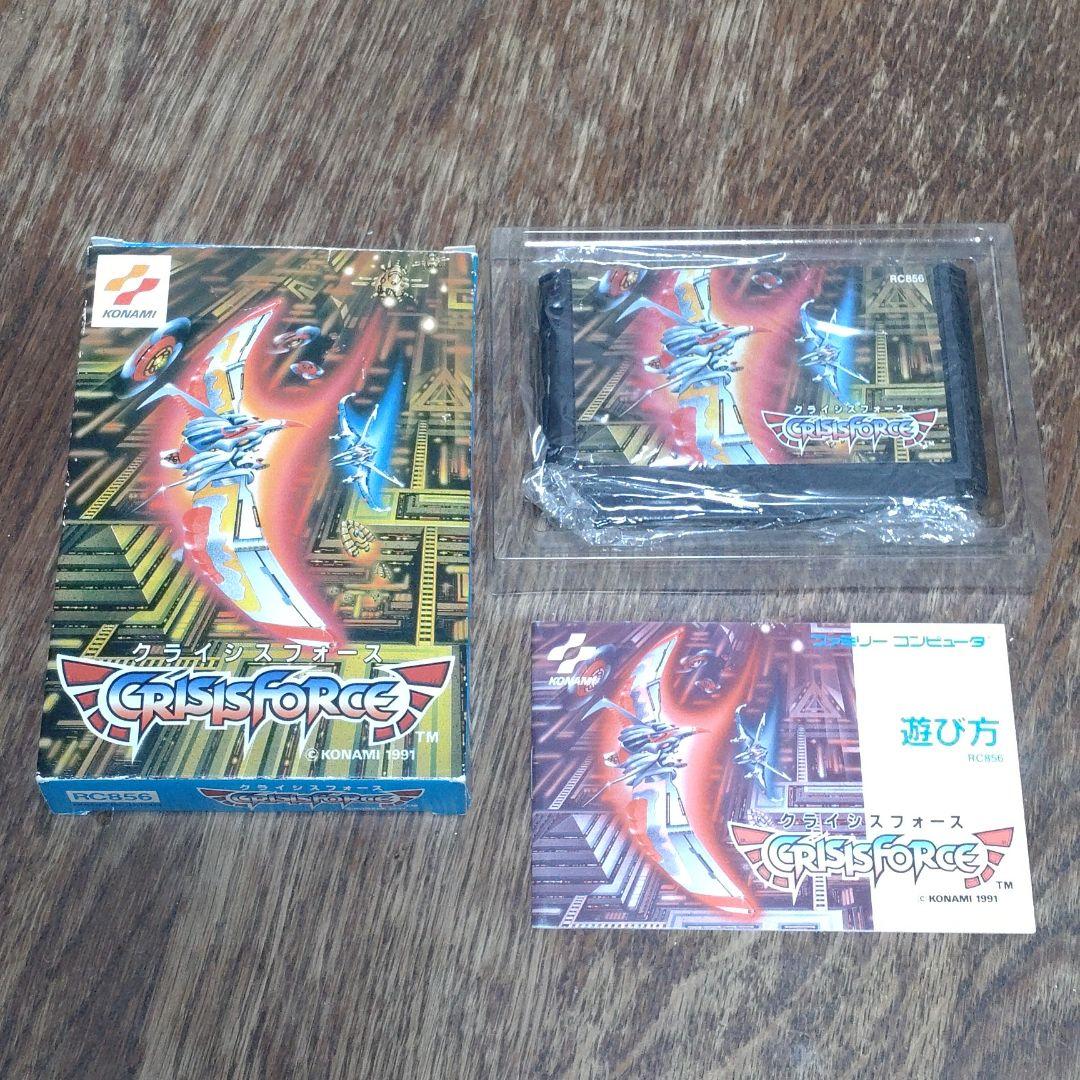 KONAMI
クライシスフォース
CRISISFORCE
TM
© KONAMI 1991
RC856
クライシスフォース
CRISISFORCE
RC856
クライシスフォース
CRISISFORCE
TM
KONAMI
ファミリー コンピュータ
遊び方
RC856
クライシスフォース
CRISISFORCE
TM
© KONAMI 1991